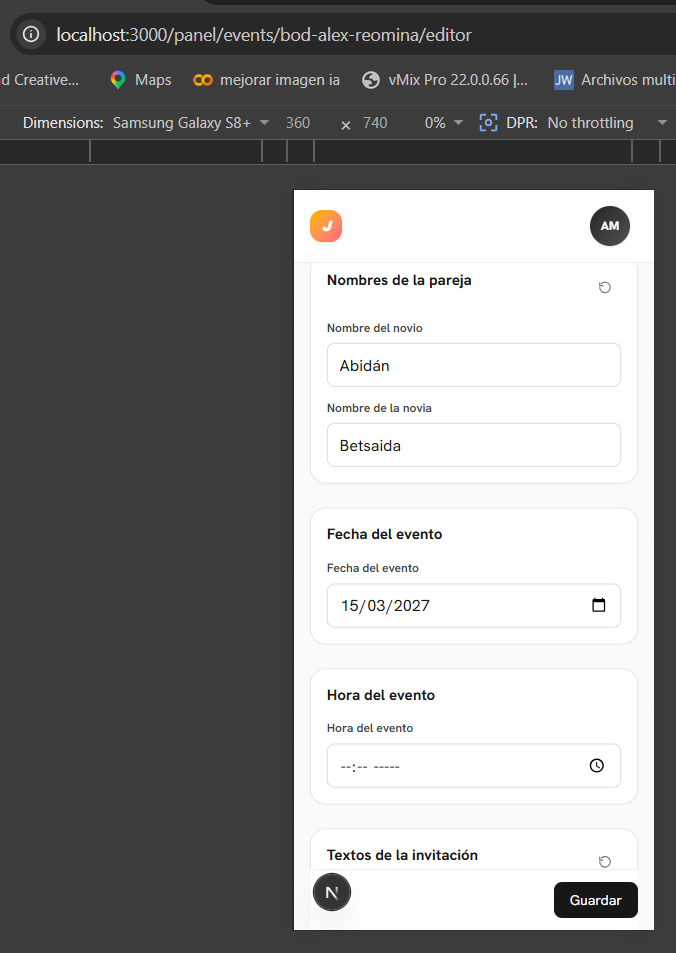 localhost:3000/panel/events/bod-alex-reomina/editor
d Creative... Maps mejorar imagen ia vMix Pro 22.0.0.66 |... JW Archivos multi
Dimensions: Samsung Galaxy S8+ 360 × 740 0% DPR: No throttling
J AM
Nombres de la pareja
Nombre del novio
Abidán
Nombre de la novia
Betsaida
Fecha del evento
Fecha del evento
15/03/2027
Hora del evento
Hora del evento
--:-- -----
Textos de la invitación
N Guardar